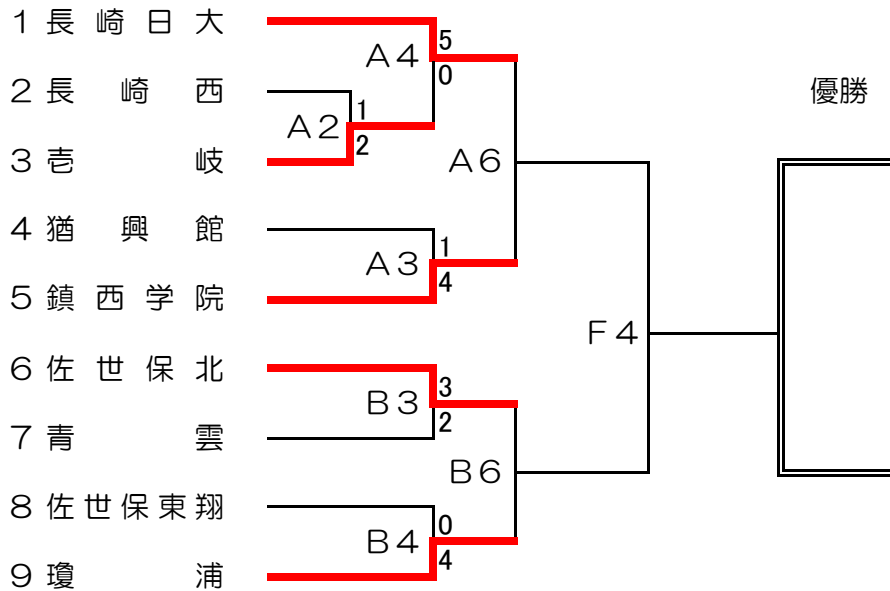 1 長崎日大
5
A4
0
2 長崎西
優勝
1
A2
2
3 壱岐
A6
4 猶興館
1
A3
4
5 鎮西学院
F4
6 佐世保北
3
B3
2
7 青雲
B6
8 佐世保東翔
0
B4
4
9 瓊浦